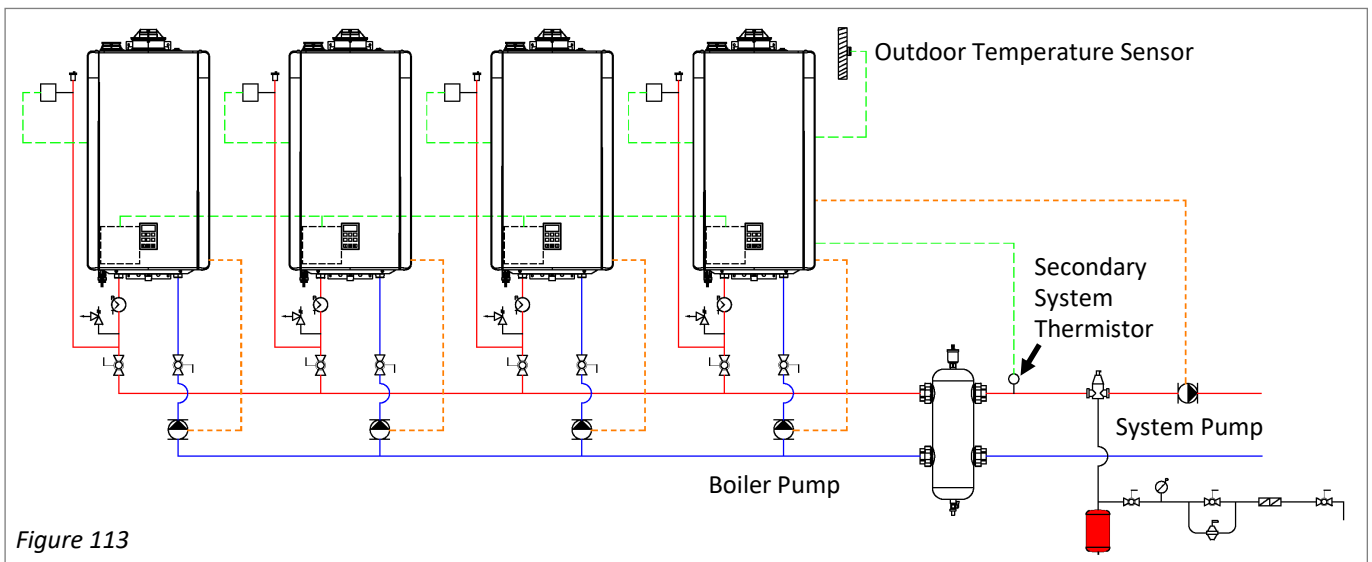 Outdoor Temperature Sensor
Secondary
System
Thermistor
System Pump
Boiler Pump
Figure 113